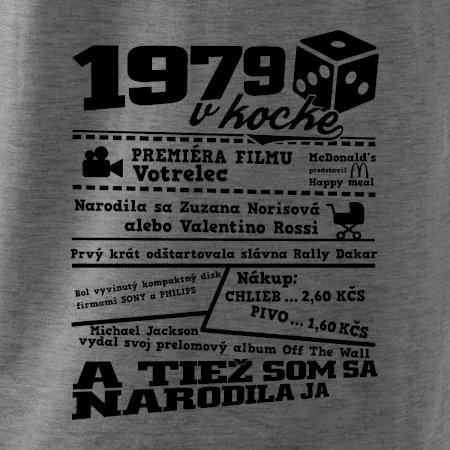 1979
v kocke
PREMIÉRA FILMU
Votrelec
McDonald's
predstavil
Happy meal
Narodila sa Zuzana Norisová
alebo Valentino Rossi
Prvý krát odštartovala slávna Rally Dakar
Bol vyvinutý kompaktný disk
firmami SONY a PHILIPS
Nákup:
CHLIEB ... 2,60 KČS
PIVO ... 1,60 KČS
Michael Jackson
vydal svoj prelomový album Off The Wall
A TIEŽ SOM SA
NARODILA JA